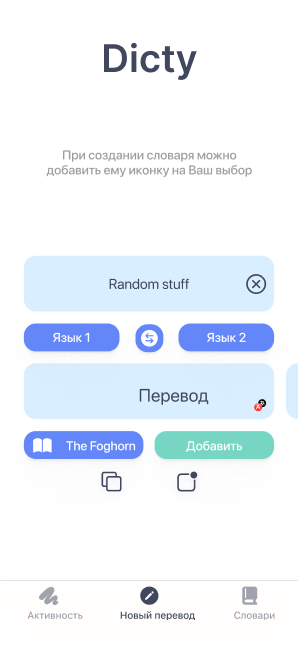 Dicty
При создании словаря можно
добавить ему иконку на Ваш выбор
Random stuff
Язык 1
Язык 2
Перевод
The Foghorn
Добавить
Активность
Новый перевод
Словари